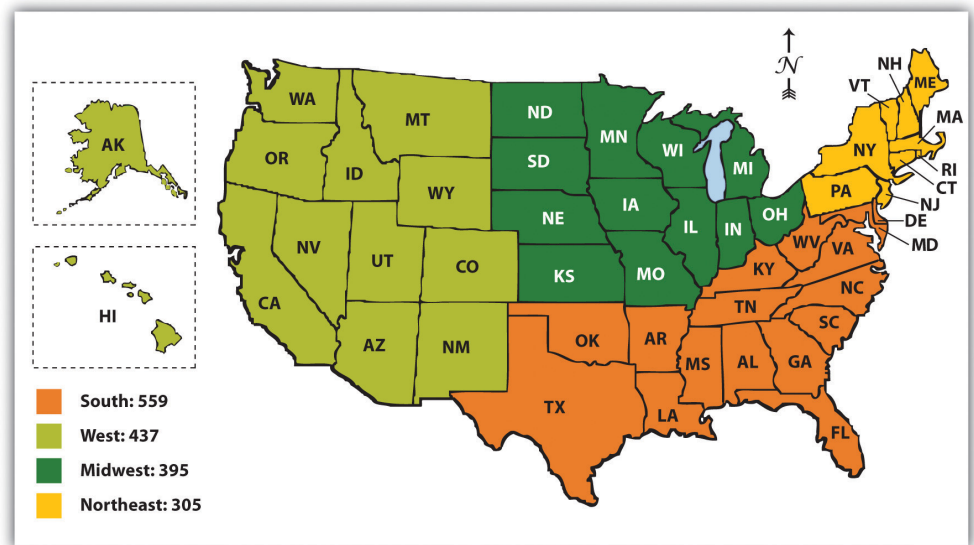 N
WA
MT
ND
MN
VT
NH
ME
MA
OR
ID
SD
WI
MI
NY
RI
CT
AK
WY
NE
IA
PA
NJ
NV
UT
CO
IL
IN
OH
DE
MD
KS
MO
KY
WV
VA
HI
CA
AZ
NM
OK
AR
TN
NC
SC
MS
AL
GA
TX
LA
FL
South: 559
West: 437
Midwest: 395
Northeast: 305